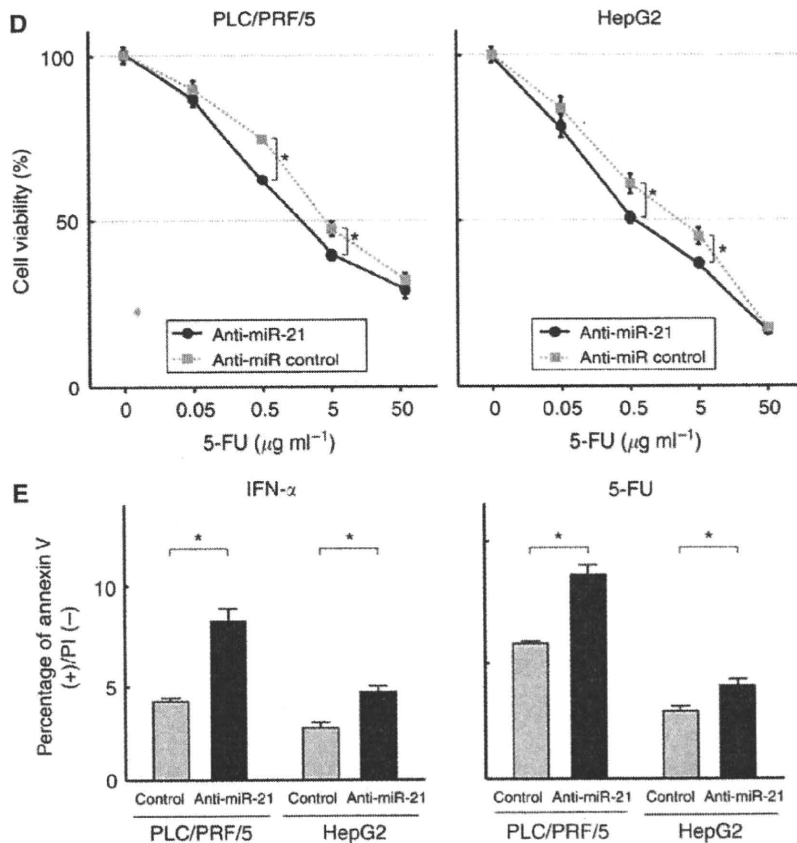 D
PLC/PRF/5
HepG2
Cell viability (%)
100
50
0
*
*
*
*
Anti-miR-21
Anti-miR control
Anti-miR-21
Anti-miR control
0 0.05 0.5 5 50
0 0.05 0.5 5 50
5-FU (μg ml⁻¹)
5-FU (μg ml⁻¹)
E
IFN-α
5-FU
Percentage of annexin V
(+)/PI (−)
10
5
0
*
*
*
*
Control Anti-miR-21 Control Anti-miR-21
PLC/PRF/5 HepG2
Control Anti-miR-21 Control Anti-miR-21
PLC/PRF/5 HepG2